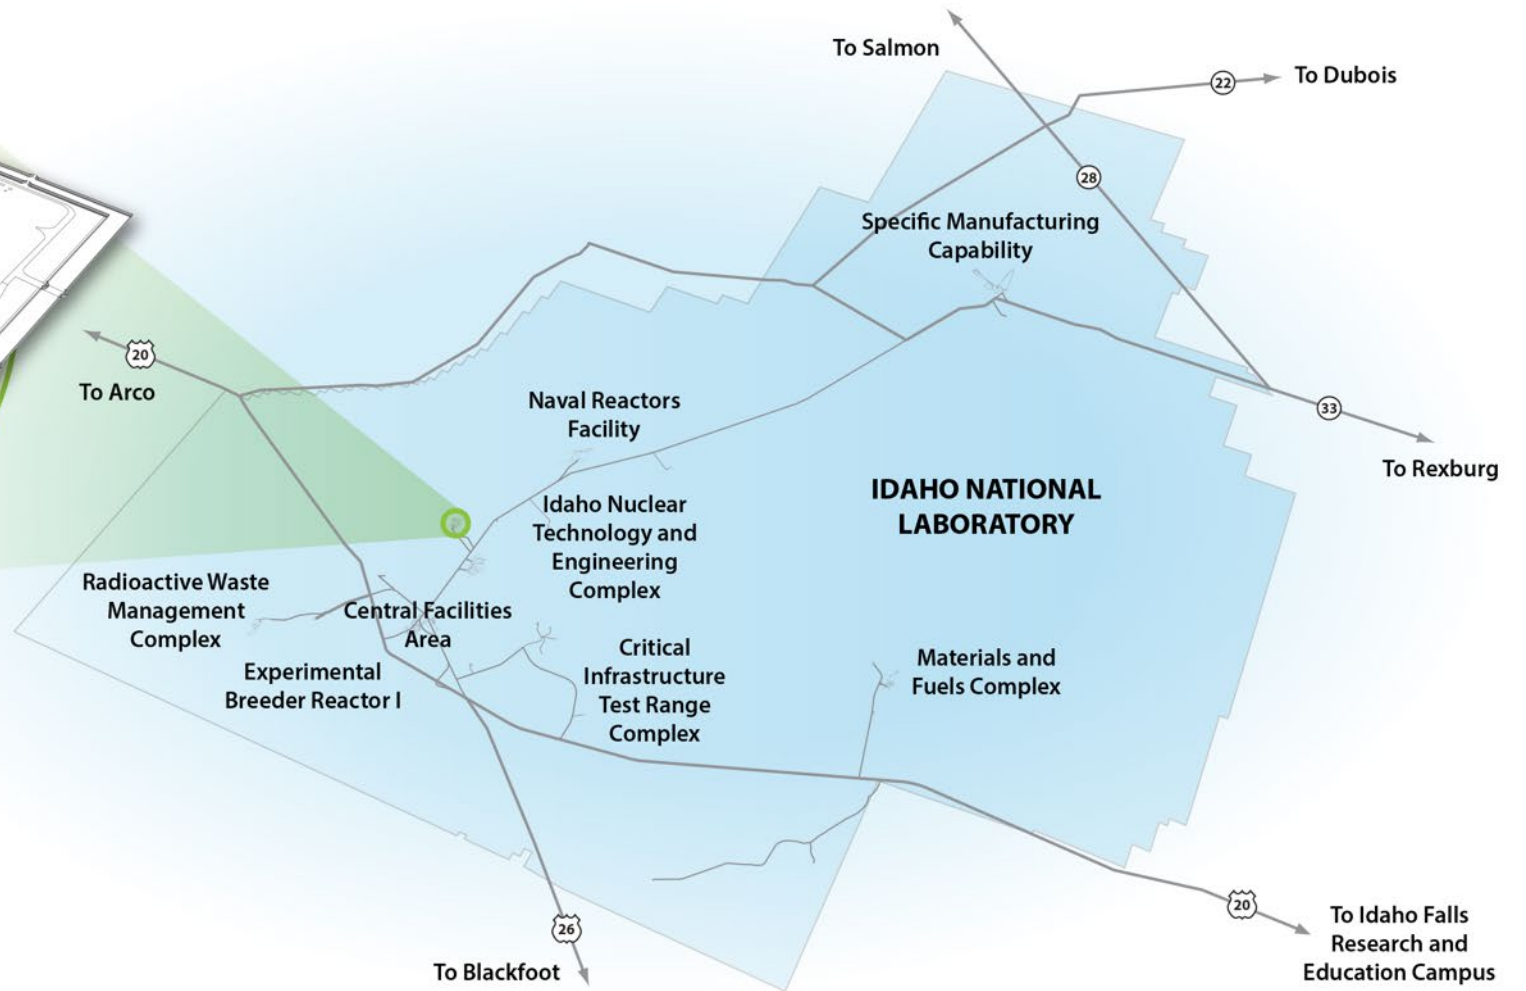 To Salmon
22
To Dubois
28
Specific Manufacturing
Capability
20
To Arco
Naval Reactors
Facility
33
To Rexburg
IDAHO NATIONAL
LABORATORY
Idaho Nuclear
Technology and
Engineering
Complex
Radioactive Waste
Management
Complex
Central Facilities
Area
Experimental
Breeder Reactor I
Critical
Infrastructure
Test Range
Complex
Materials and
Fuels Complex
20
To Idaho Falls
Research and
Education Campus
26
To Blackfoot